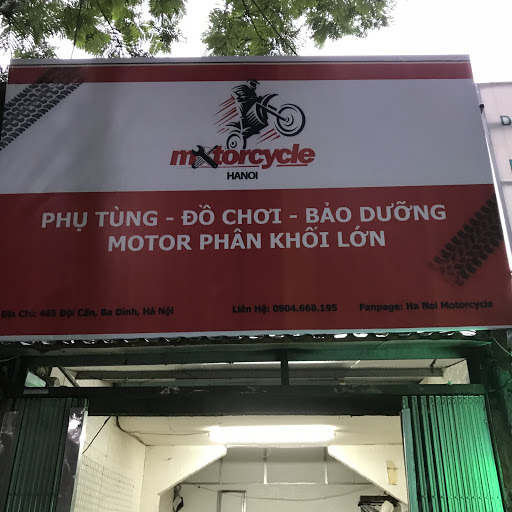 motorcycle
HANOI
PHỤ TÙNG - ĐỒ CHƠI - BẢO DƯỠNG
MOTOR PHÂN KHỐI LỚN
Địa Chỉ: 465 Đội Cấn, Ba Đình, Hà Nội Liên Hệ: 0904.668.195 Fanpage: Ha Noi Motorcycle
D